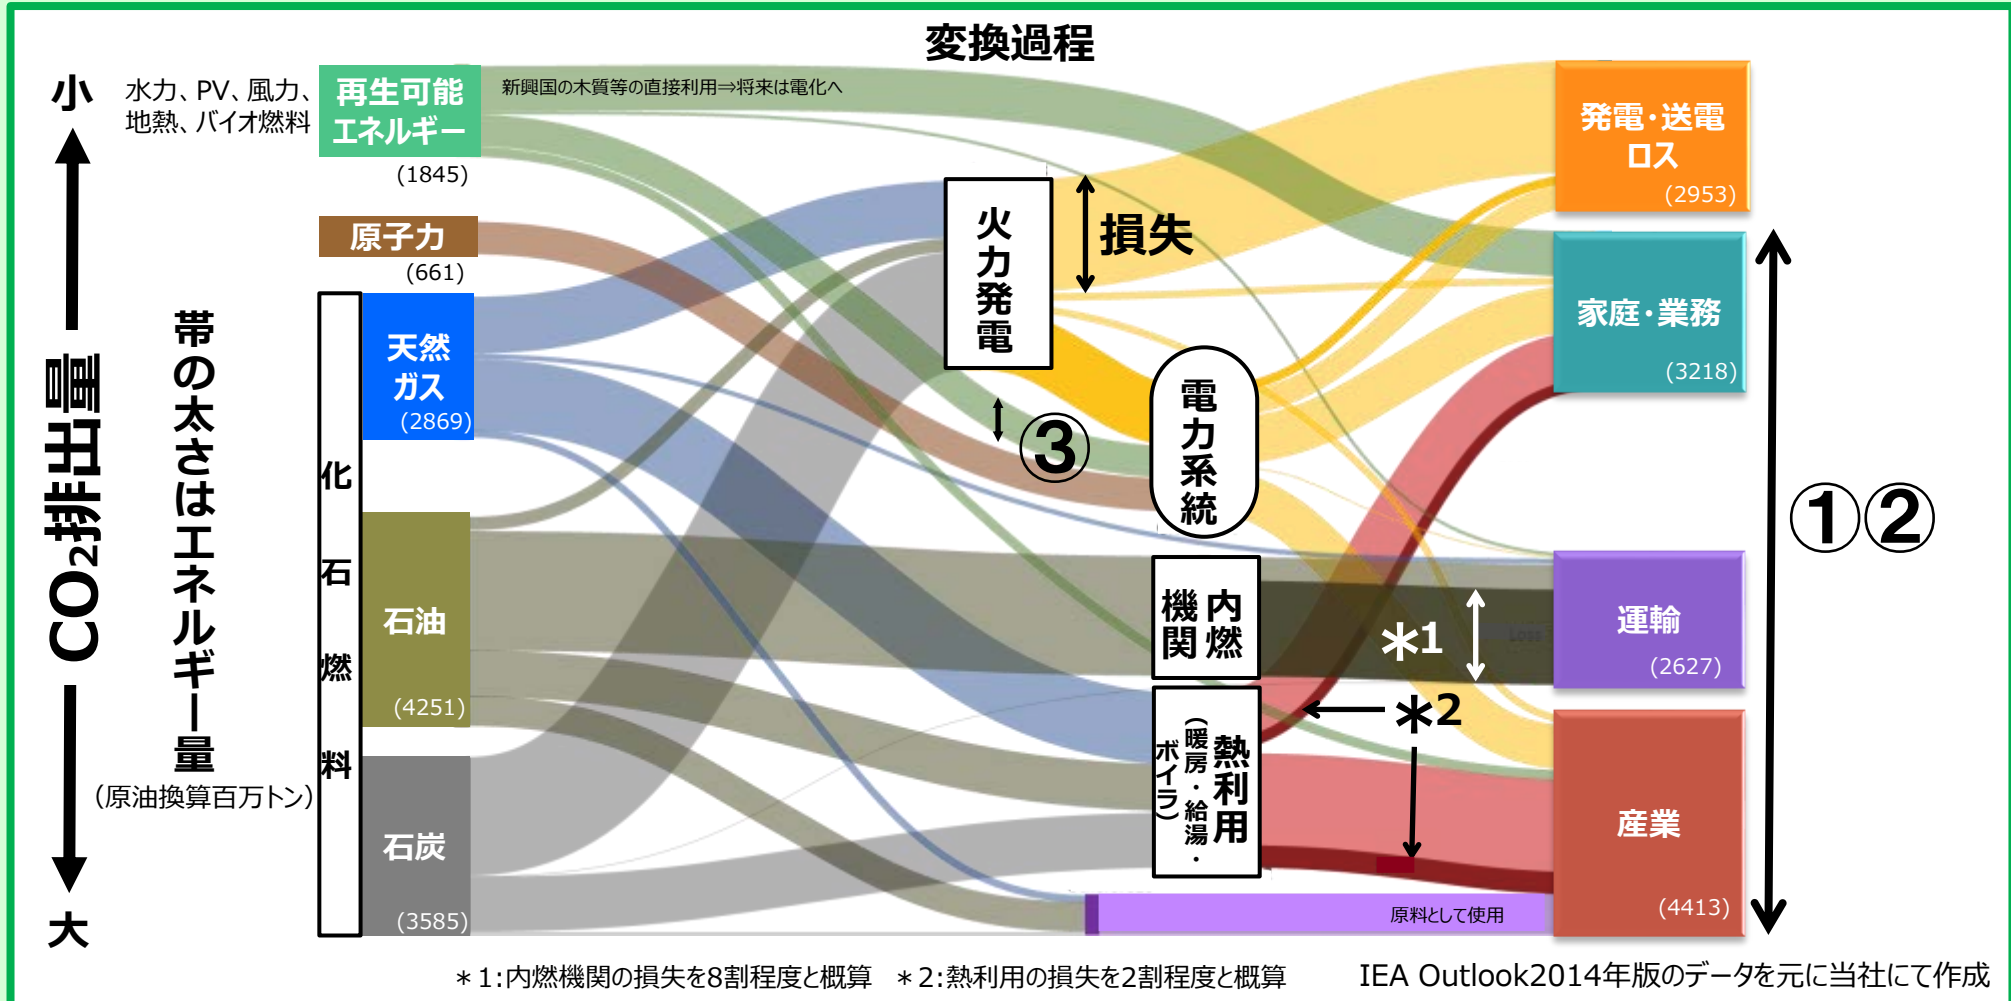 変換過程
小
水力、PV、風力、
地熱、バイオ燃料
再生可能
エネルギー
(1845)
新興国の木質等の直接利用⇒将来は電化へ
原子力
(661)
CO₂排出量
大
帯の太さはエネルギー量
(原油換算百万トン)
化石燃料
天然
ガス
(2869)
石油
(4251)
石炭
(3585)
火力発電
損失
③
電力系統
内燃
機関
熱利用
(暖房・給湯・
ボイラ)
*1
*2
原料として使用
発電・送電
ロス
(2953)
家庭・業務
(3218)
運輸
(2627)
産業
(4413)
①②
*1:内燃機関の損失を8割程度と概算 *2:熱利用の損失を2割程度と概算
IEA Outlook2014年版のデータを元に当社にて作成